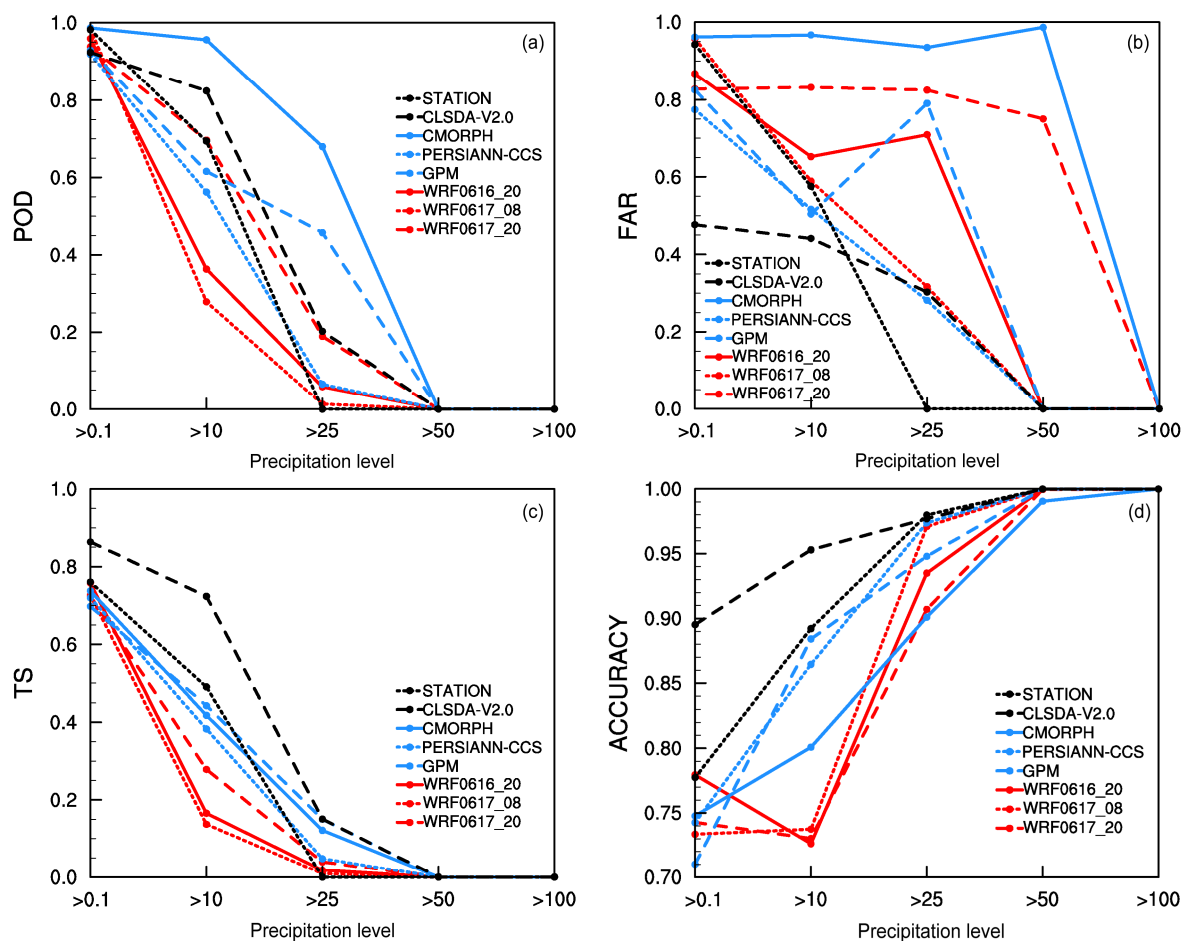 (a)
POD
1.0
0.8
0.6
0.4
0.2
0.0
STATION
CLSDA-V2.0
CMORPH
PERSIANN-CCS
GPM
WRF0616_20
WRF0617_08
WRF0617_20
>0.1 >10 >25 >50 >100
Precipitation level
(b)
FAR
1.0
0.8
0.6
0.4
0.2
0.0
STATION
CLSDA-V2.0
CMORPH
PERSIANN-CCS
GPM
WRF0616_20
WRF0617_08
WRF0617_20
>0.1 >10 >25 >50 >100
Precipitation level
(c)
TS
1.0
0.8
0.6
0.4
0.2
0.0
STATION
CLSDA-V2.0
CMORPH
PERSIANN-CCS
GPM
WRF0616_20
WRF0617_08
WRF0617_20
>0.1 >10 >25 >50 >100
Precipitation level
(d)
ACCURACY
1.00
0.95
0.90
0.85
0.80
0.75
0.70
STATION
CLSDA-V2.0
CMORPH
PERSIANN-CCS
GPM
WRF0616_20
WRF0617_08
WRF0617_20
>0.1 >10 >25 >50 >100
Precipitation level